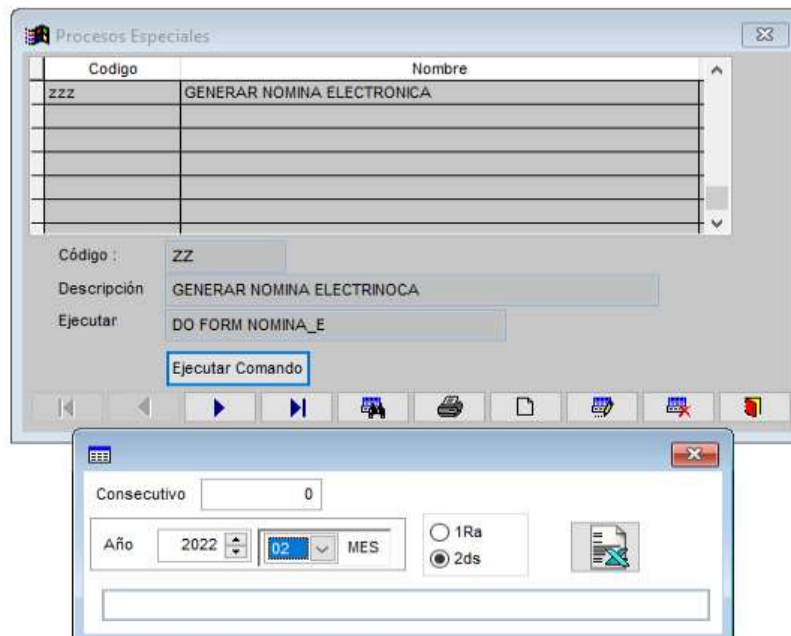 Procesos Especiales
Codigo Nombre
zzz GENERAR NOMINA ELECTRONICA
Código : ZZ
Descripción GENERAR NOMINA ELECTRINOCA
Ejecutar DO FORM NOMINA_E
Ejecutar Comando
Consecutivo 0
Año 2022 02 MES
1Ra
2ds